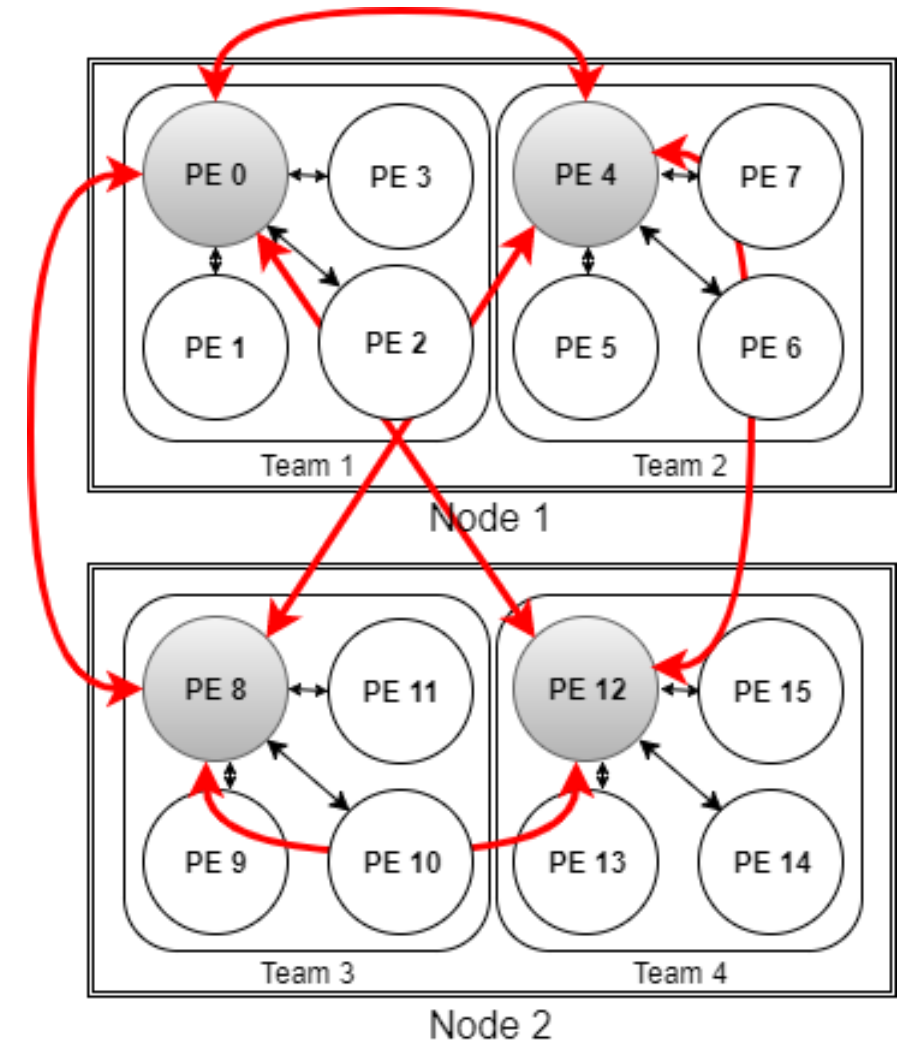 PE 0
PE 3
PE 4
PE 7
PE 1
PE 2
PE 5
PE 6
Team 1
Team 2
Node 1
PE 8
PE 11
PE 12
PE 15
PE 9
PE 10
PE 13
PE 14
Team 3
Team 4
Node 2